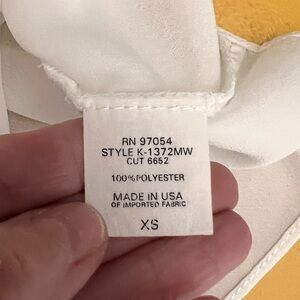 RN 97054
STYLE K-1372MW
CUT 6652
100% POLYESTER
MADE IN USA
OF IMPORTED FABRIC
XS